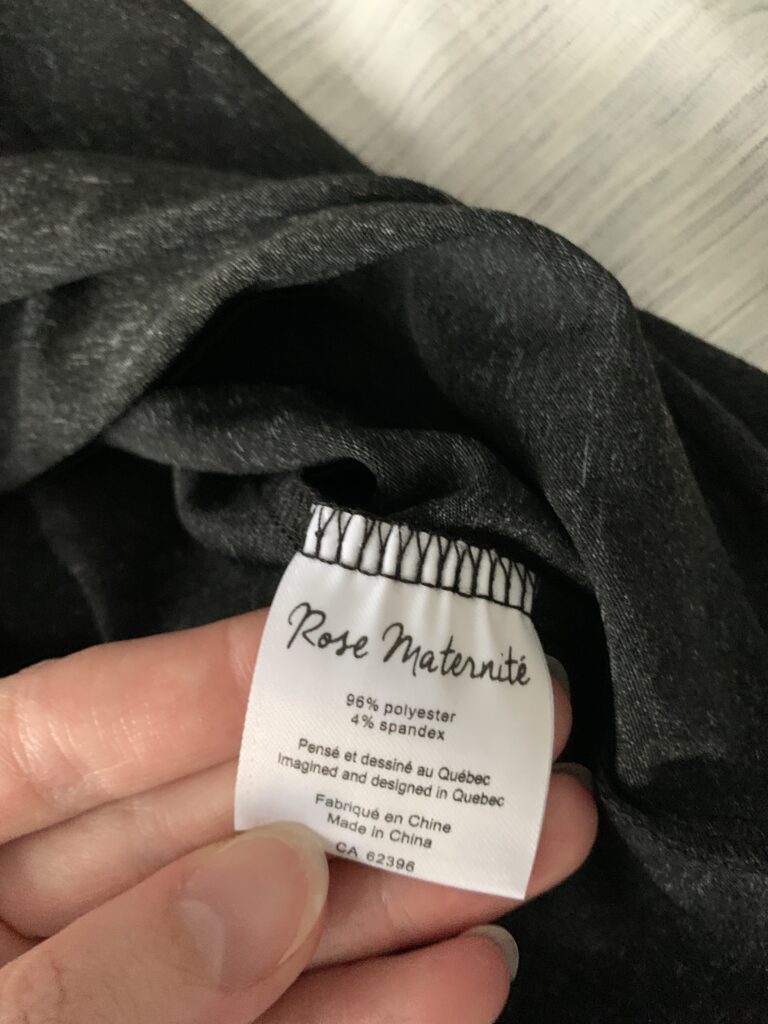 Rose Maternité
96% polyester
4% spandex
Pensé et dessiné au Québec
Imagined and designed in Quebec
Fabriqué en Chine
Made in China
CA 62396